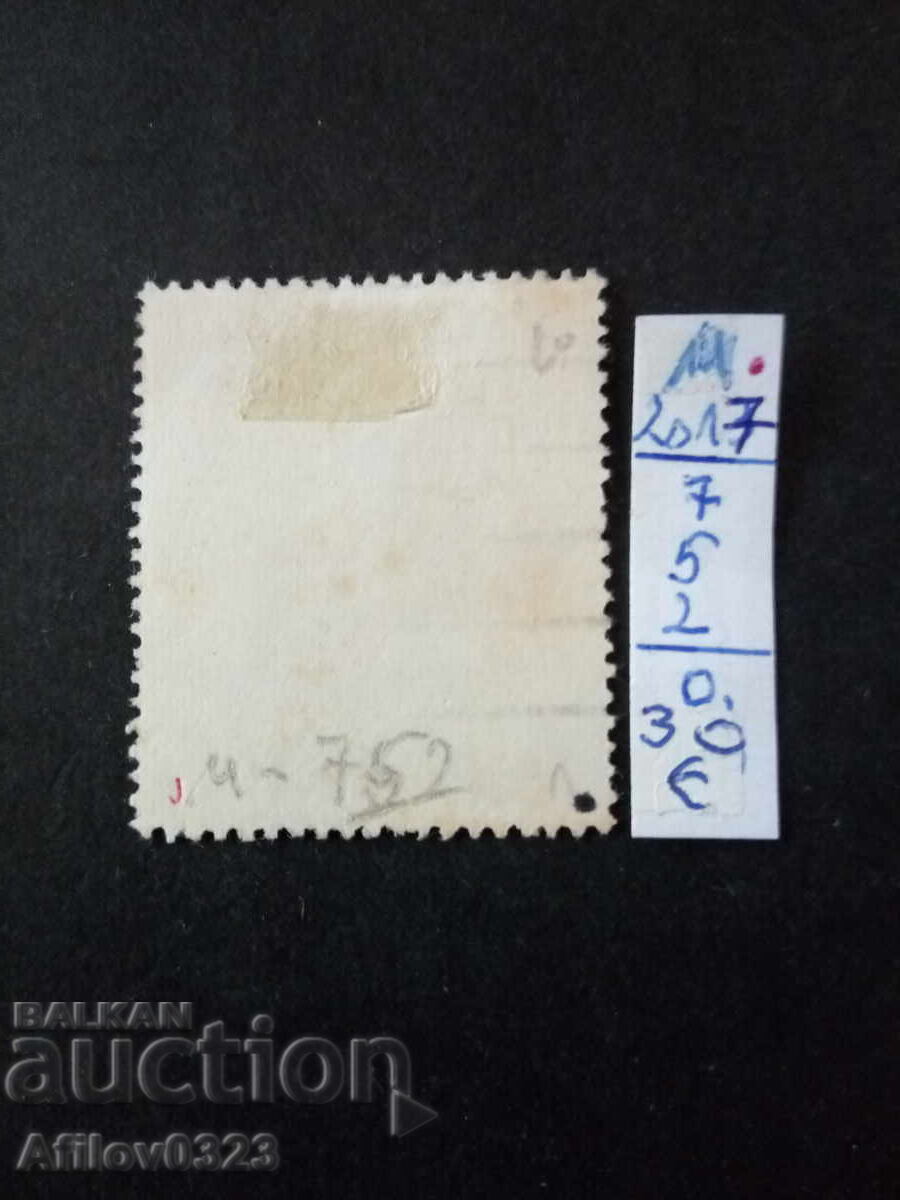 M.
2017
7
5
2
0.
30
€
M - 752
BALKAN
auction
Afilov0323